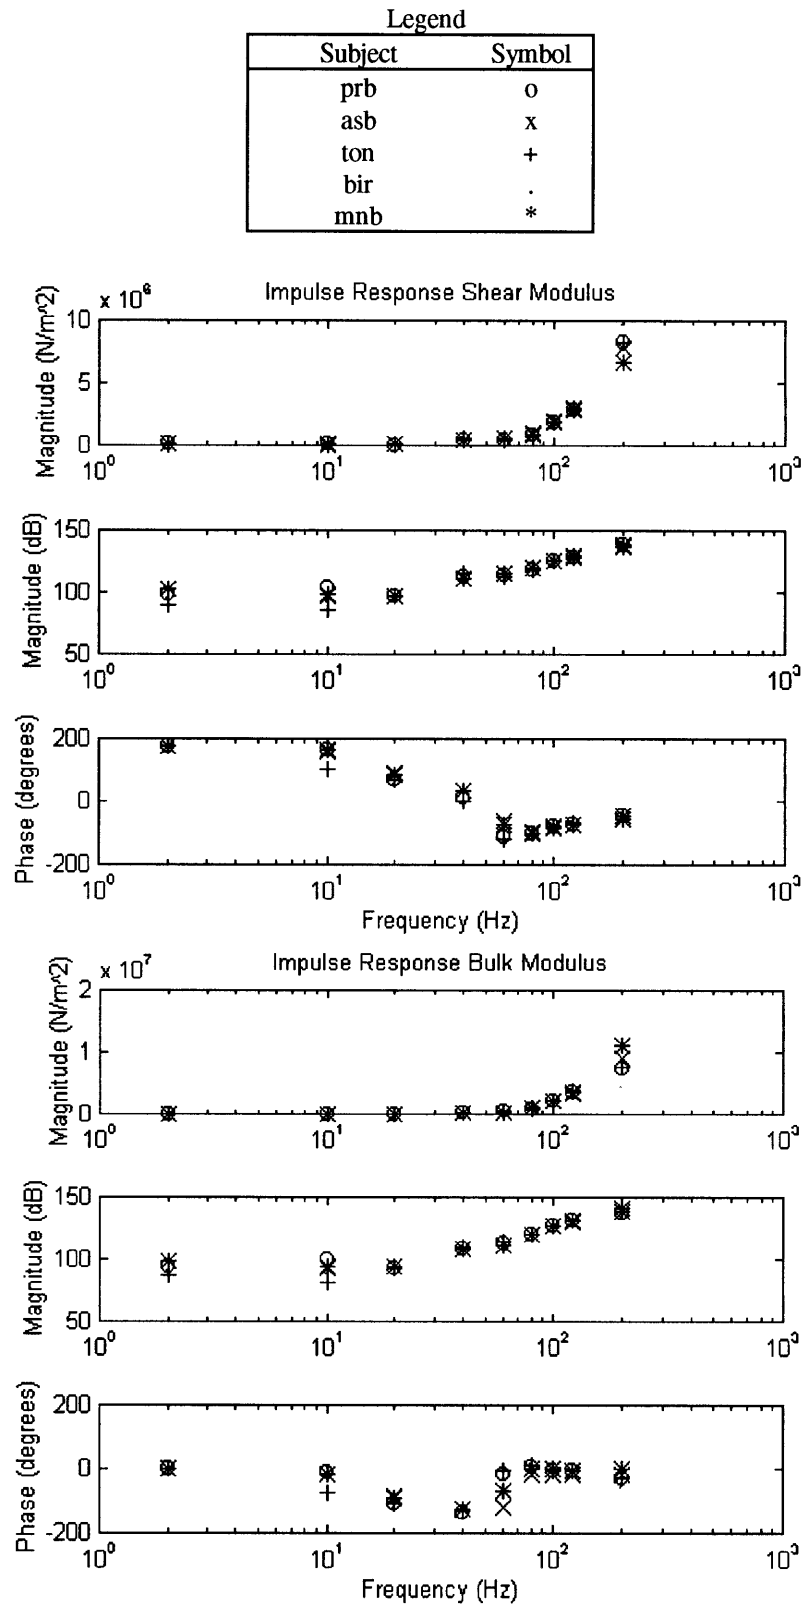 Legend
Subject Symbol
prb o
asb x
ton +
bir .
mnb *
Impulse Response Shear Modulus
x 10^6
Magnitude (N/m^2)
10
5
0
10^0 10^1 10^2 10^3
Magnitude (dB)
150
100
50
10^0 10^1 10^2 10^3
Phase (degrees)
200
0
-200
10^0 10^1 10^2 10^3
Frequency (Hz)
Impulse Response Bulk Modulus
x 10^7
Magnitude (N/m^2)
2
1
0
10^0 10^1 10^2 10^3
Magnitude (dB)
150
100
50
10^0 10^1 10^2 10^3
Phase (degrees)
200
0
-200
10^0 10^1 10^2 10^3
Frequency (Hz)